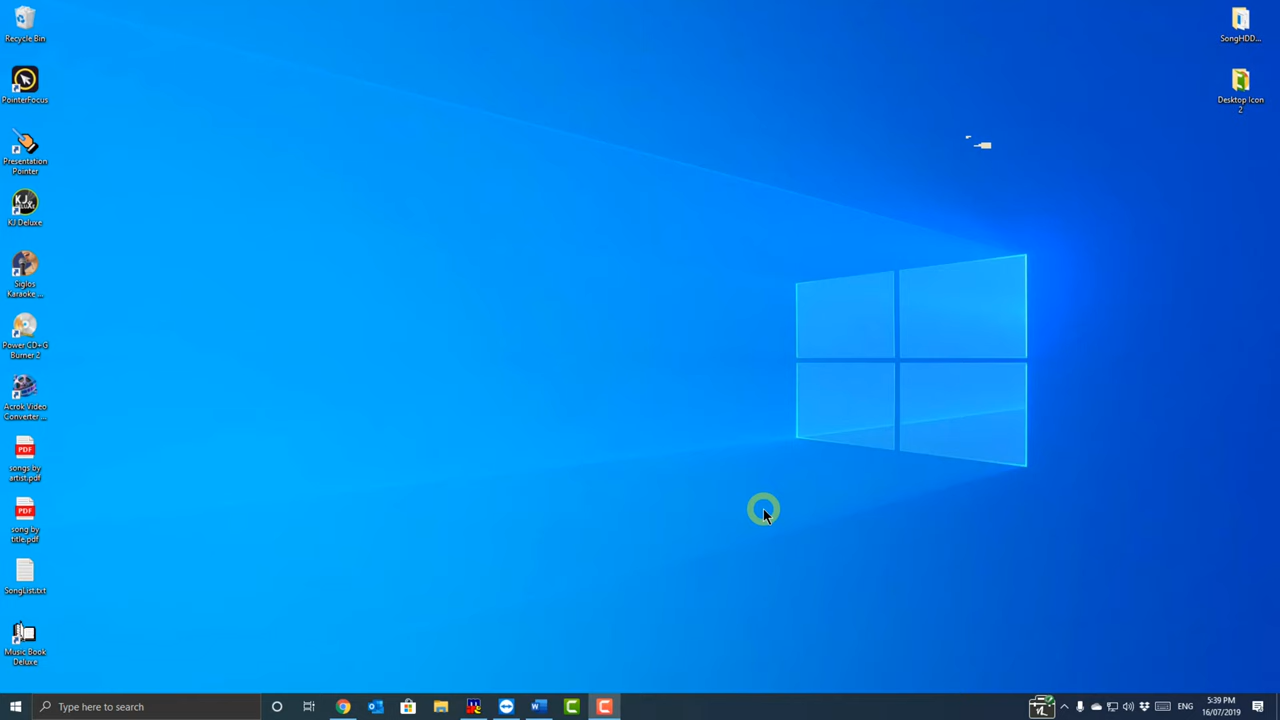 Recycle Bin
PointerFocus
Presentation
Pointer
KJ Deluxe
Siglos
Karaoke ...
Power CD+G
Burner 2
Acrok Video
Converter ...
PDF
songs by
artist.pdf
PDF
song by
title.pdf
SongList.txt
Music Book
Deluxe
SongHDD...
Desktop Icon
2
Type here to search
ENG
5:39 PM
16/07/2019